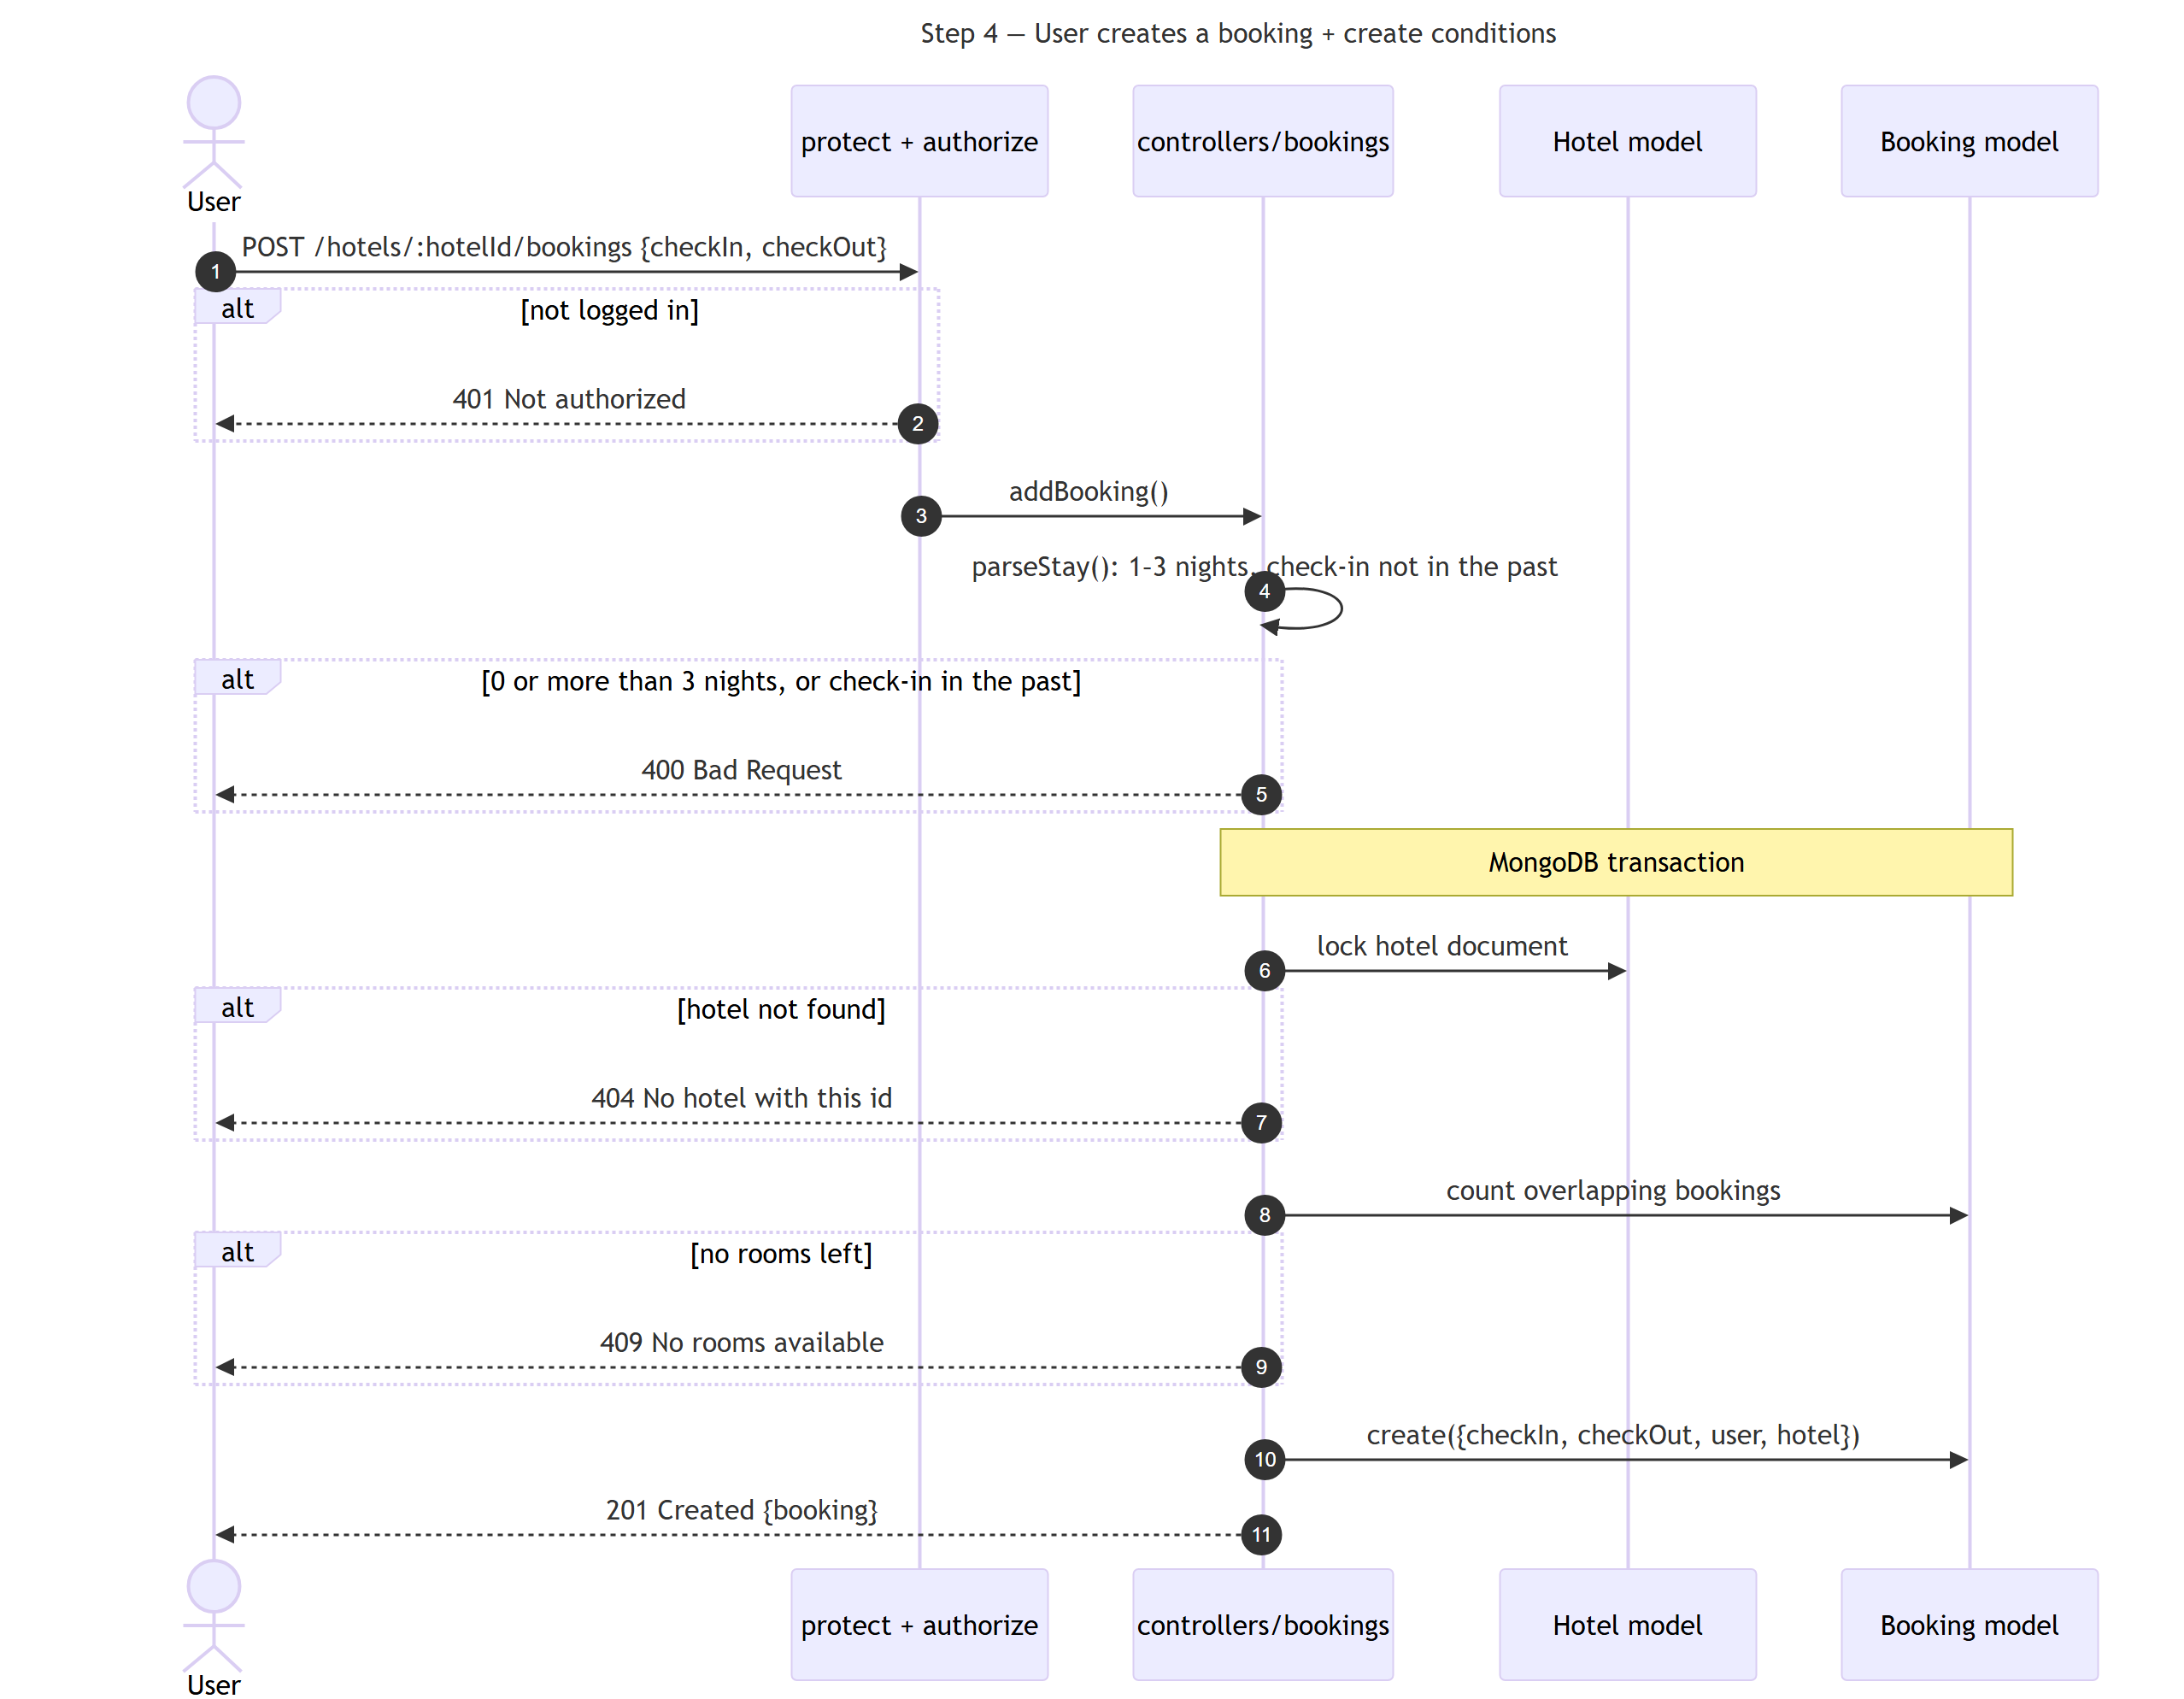 Step 4 — User creates a booking + create conditions
User
protect + authorize
controllers/bookings
Hotel model
Booking model
POST /hotels/:hotelId/bookings {checkIn, checkOut}
1
alt
[not logged in]
401 Not authorized
2
addBooking()
3
parseStay(): 1-3 nights, check-in not in the past
4
alt
[0 or more than 3 nights, or check-in in the past]
400 Bad Request
5
MongoDB transaction
lock hotel document
6
alt
[hotel not found]
404 No hotel with this id
7
count overlapping bookings
8
alt
[no rooms left]
409 No rooms available
9
create({checkIn, checkOut, user, hotel})
10
201 Created {booking}
11
User
protect + authorize
controllers/bookings
Hotel model
Booking model